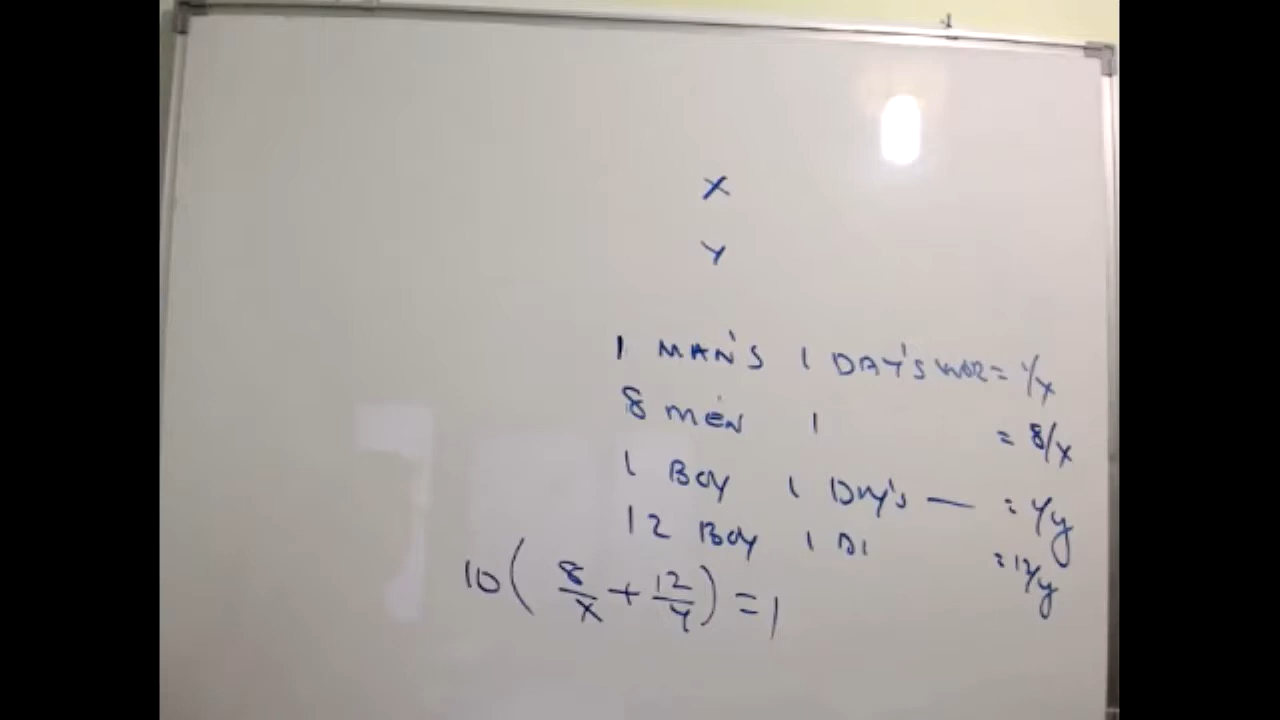 X
Y
1 MAN'S 1 DAY'S WOR = 1/X
8 MEN 1 = 8/X
1 BOY 1 DAY'S — = 1/y
12 BOY 1 D = 12/y
10 ( 8/X + 12/Y ) = 1